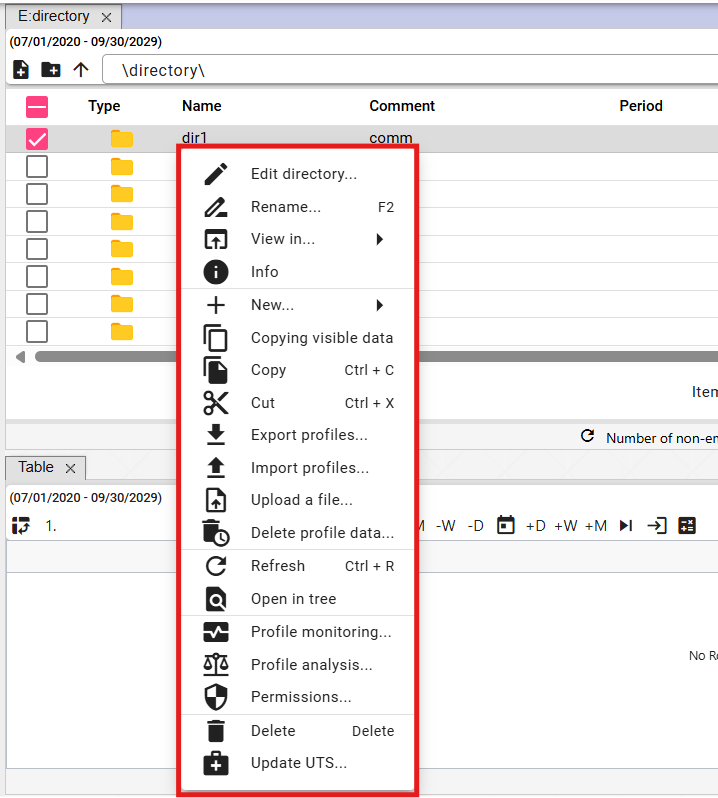 E:directory
(07/01/2020 - 09/30/2029)
\directory\
Type Name Comment Period
dir1 comm
Edit directory...
Rename... F2
View in...
Info
New...
Copying visible data
Copy Ctrl + C
Cut Ctrl + X
Export profiles...
Import profiles...
Upload a file...
Delete profile data...
Refresh Ctrl + R
Open in tree
Profile monitoring...
Profile analysis...
Permissions...
Delete Delete
Update UTS...
Number of
Table
(07/01/2020 - 09/30/2029)
1. -W -D +D +W +M
No